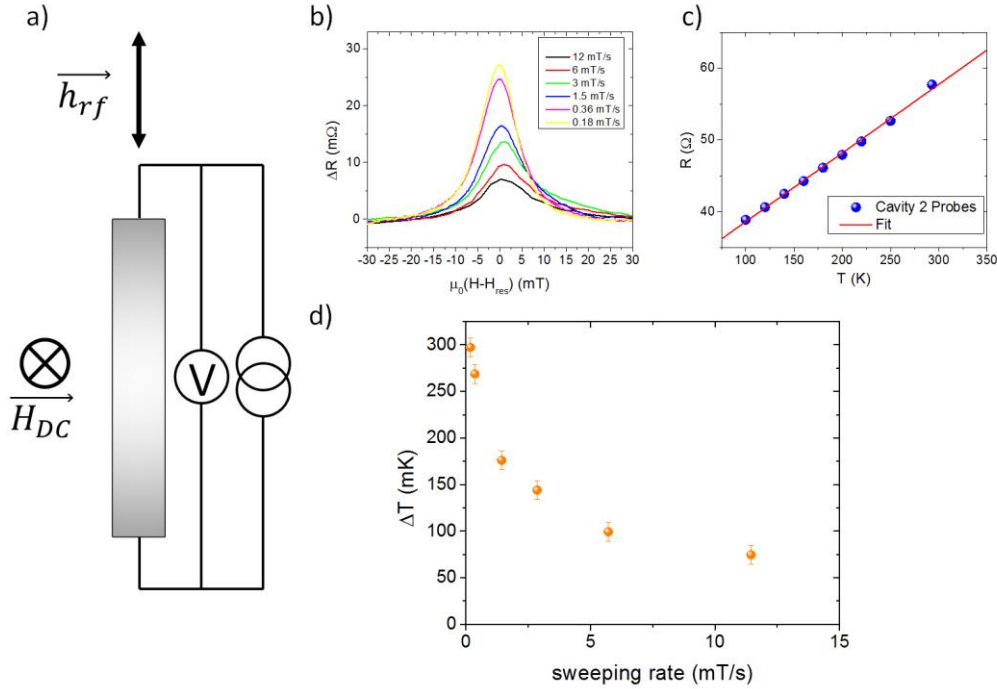 a)
h_rf
H_DC
V
b)
ΔR (mΩ)
30
20
10
0
-30 -25 -20 -15 -10 -5 0 5 10 15 20 25 30
μ₀(H-H_res) (mT)
12 mT/s
6 mT/s
3 mT/s
1.5 mT/s
0.36 mT/s
0.18 mT/s
c)
R (Ω)
60
50
40
100 150 200 250 300 350
T (K)
Cavity 2 Probes
Fit
d)
ΔT (mK)
300
250
200
150
100
50
0
0 5 10 15
sweeping rate (mT/s)